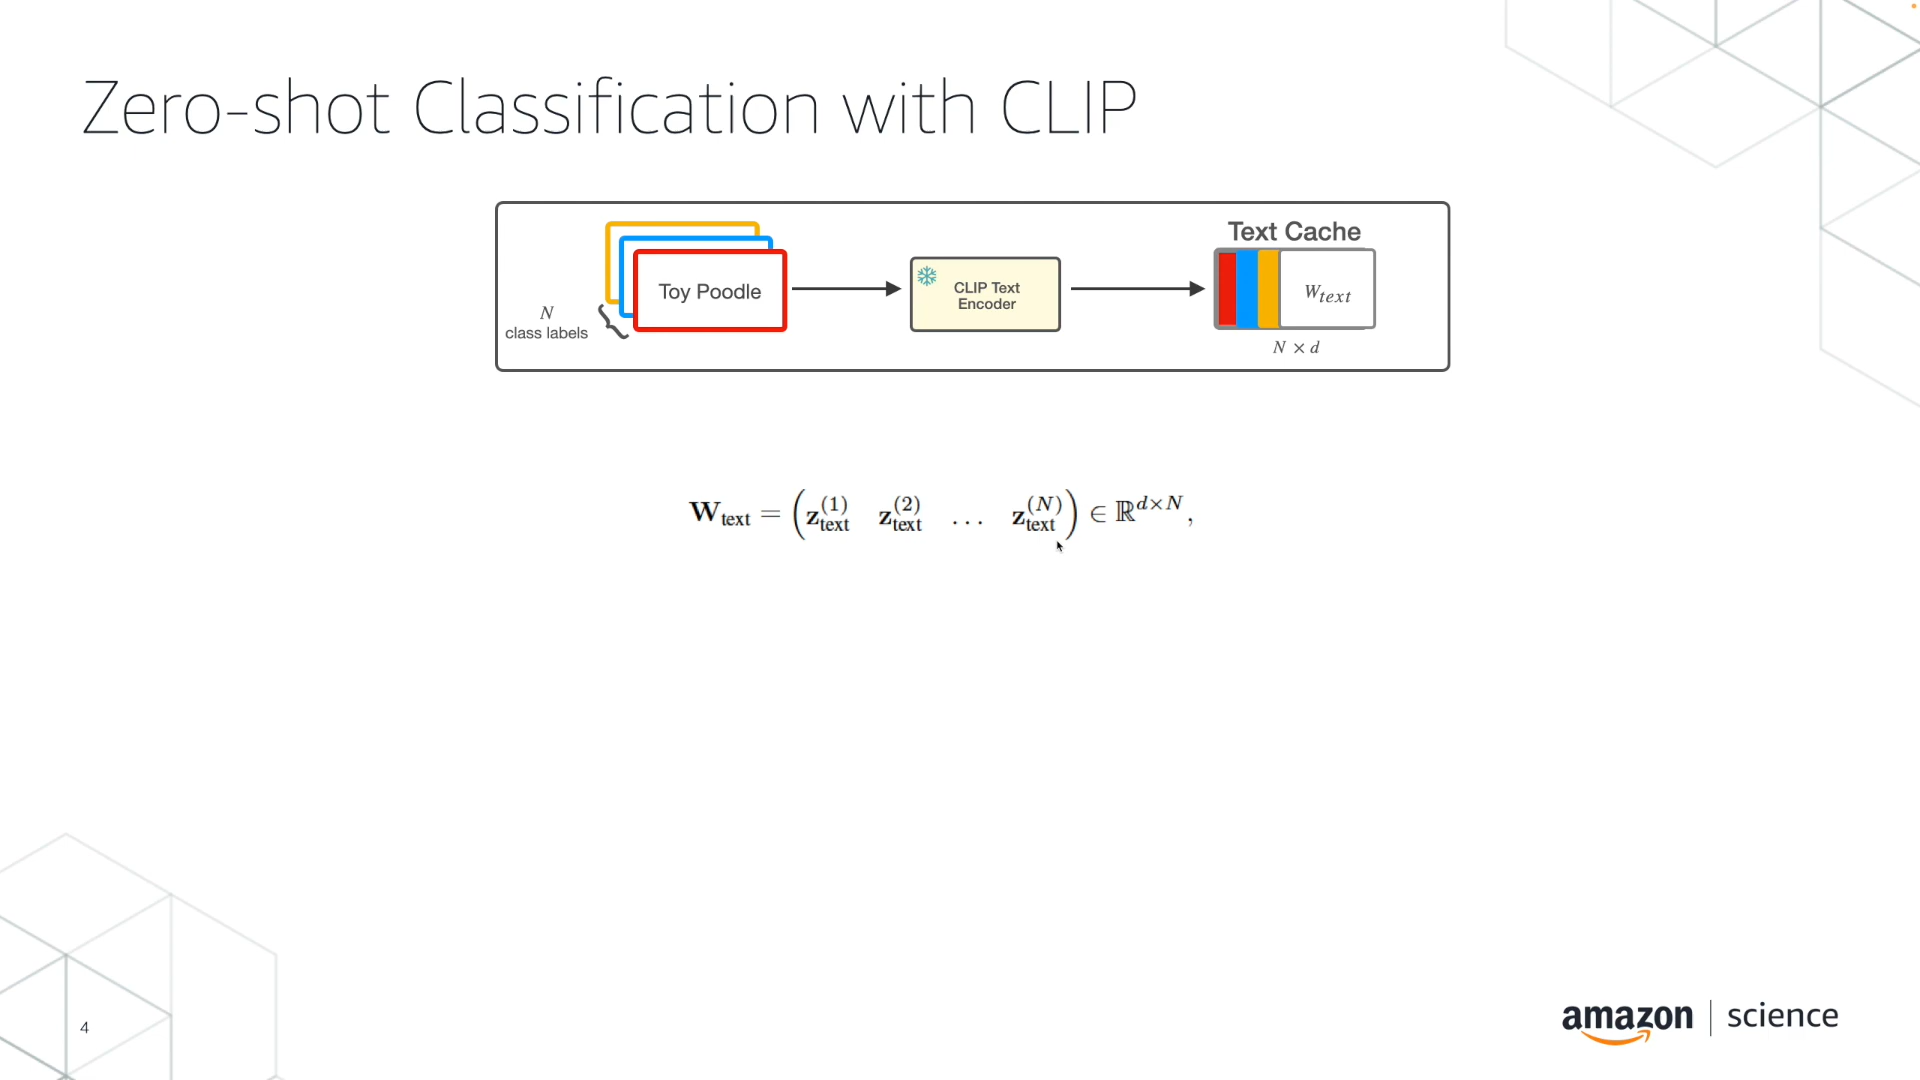 Zero-shot Classification with CLIP
Text Cache
Toy Poodle
CLIP Text
Encoder
W_text
N
class labels
N × d
W_text = ( z_text^(1) z_text^(2) ... z_text^(N) ) ∈ ℝ^{d×N},
4
amazon | science